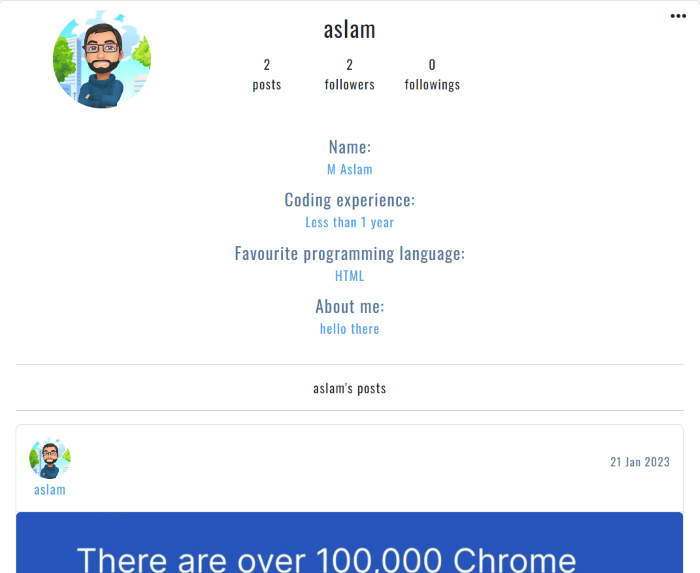 aslam
2 2 0
posts followers followings
Name:
M Aslam
Coding experience:
Less than 1 year
Favourite programming language:
HTML
About me:
hello there
aslam's posts
21 Jan 2023
aslam
There are over 100,000 Chrome